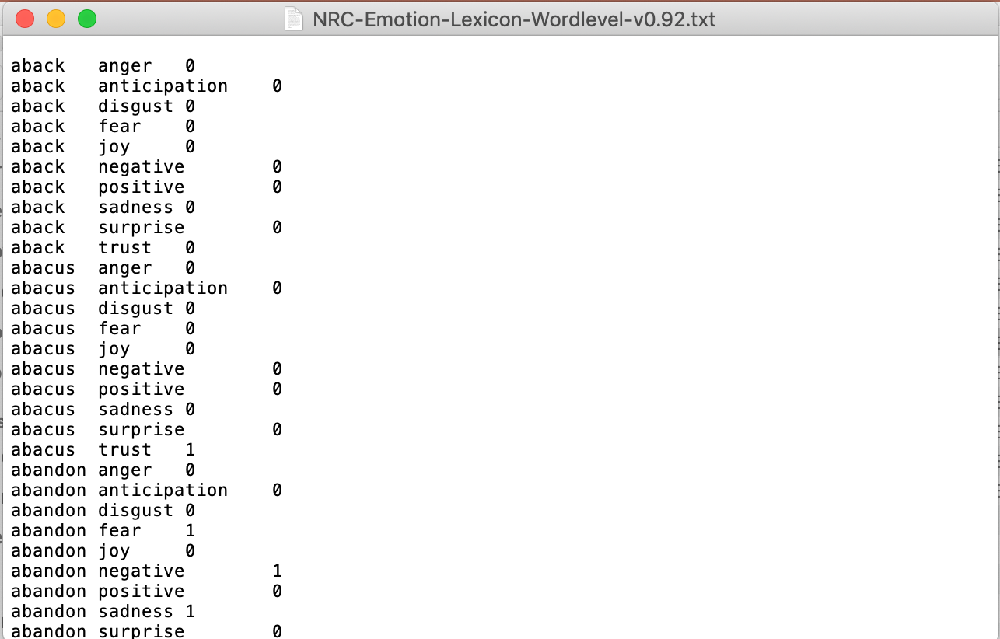 NRC-Emotion-Lexicon-Wordlevel-v0.92.txt
aback anger 0
aback anticipation 0
aback disgust 0
aback fear 0
aback joy 0
aback negative 0
aback positive 0
aback sadness 0
aback surprise 0
aback trust 0
abacus anger 0
abacus anticipation 0
abacus disgust 0
abacus fear 0
abacus joy 0
abacus negative 0
abacus positive 0
abacus sadness 0
abacus surprise 0
abacus trust 1
abandon anger 0
abandon anticipation 0
abandon disgust 0
abandon fear 1
abandon joy 0
abandon negative 1
abandon positive 0
abandon sadness 1
abandon surprise 0